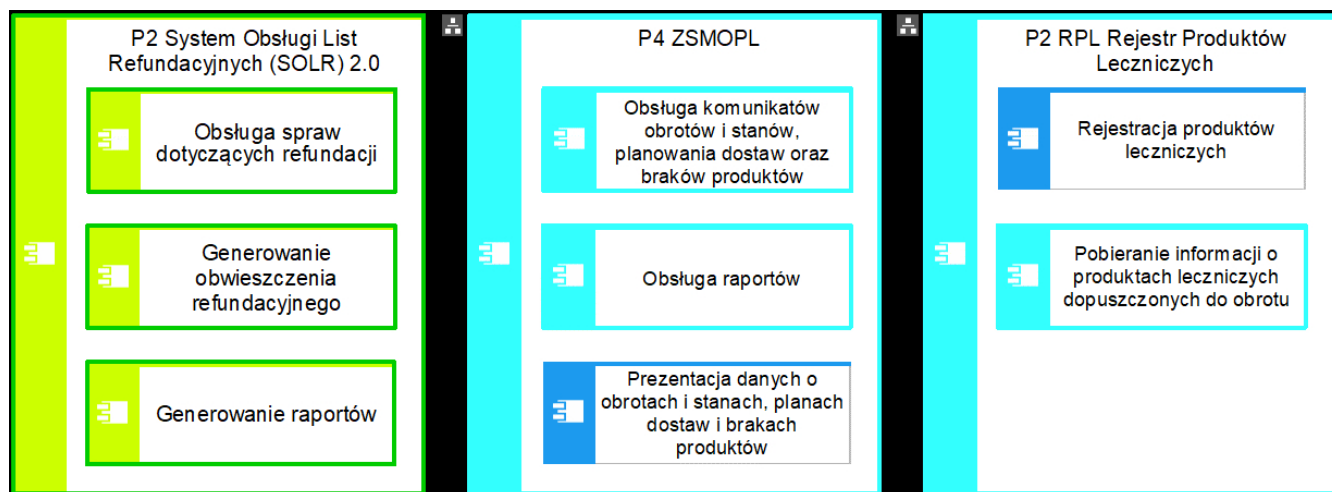 P2 System Obsługi List
Refundacyjnych (SOLR) 2.0
Obsługa spraw
dotyczących refundacji
Generowanie
obwieszczenia
refundacyjnego
Generowanie raportów
P4 ZSMOPL
Obsługa komunikatów
obrotów i stanów,
planowania dostaw oraz
braków produktów
Obsługa raportów
Prezentacja danych o
obrotach i stanach, planach
dostaw i brakach
produktów
P2 RPL Rejestr Produktów
Leczniczych
Rejestracja produktów
leczniczych
Pobieranie informacji o
produktach leczniczych
dopuszczonych do obrotu